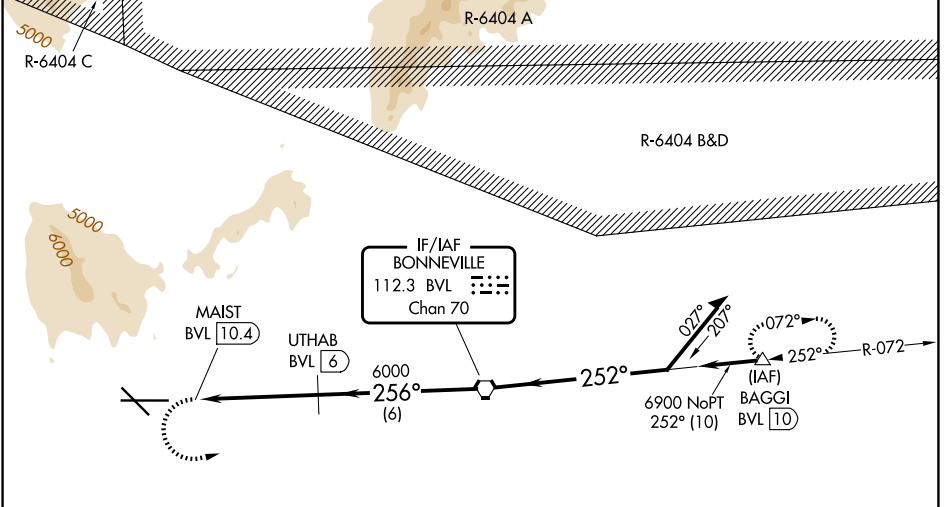 5000
R-6404 C
R-6404 A
R-6404 B&D
5000
6000
IF/IAF
BONNEVILLE
112.3 BVL
Chan 70
MAIST
BVL 10.4
UTHAB
BVL 6
6000
256°
(6)
252°
027°
207°
072°
252°
R-072
6900 NoPT
252° (10)
(IAF)
BAGGI
BVL 10